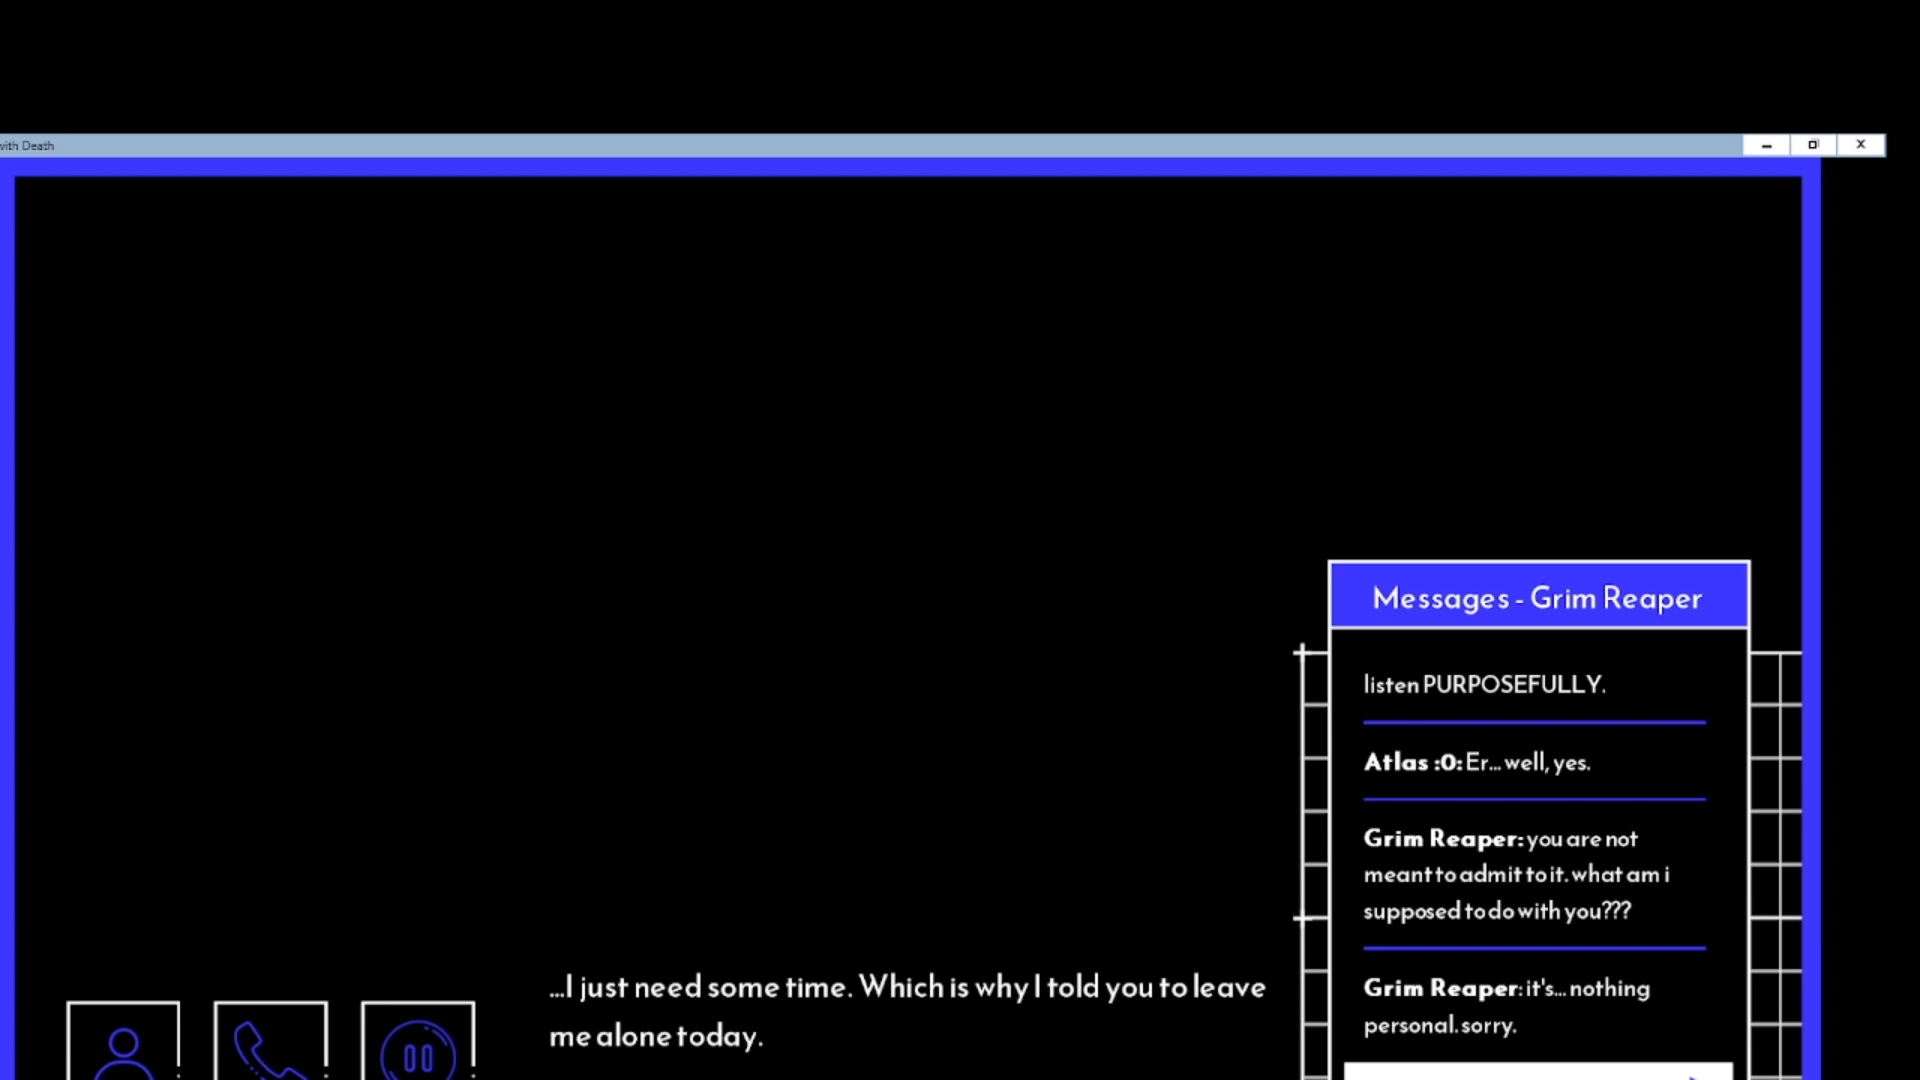 with Death
X
Messages - Grim Reaper
listen PURPOSEFULLY.
Atlas :0: Er... well, yes.
Grim Reaper: you are not
meant to admit to it. what am i
supposed to do with you???
Grim Reaper: it's... nothing
personal. sorry.
...I just need some time. Which is why I told you to leave
me alone today.